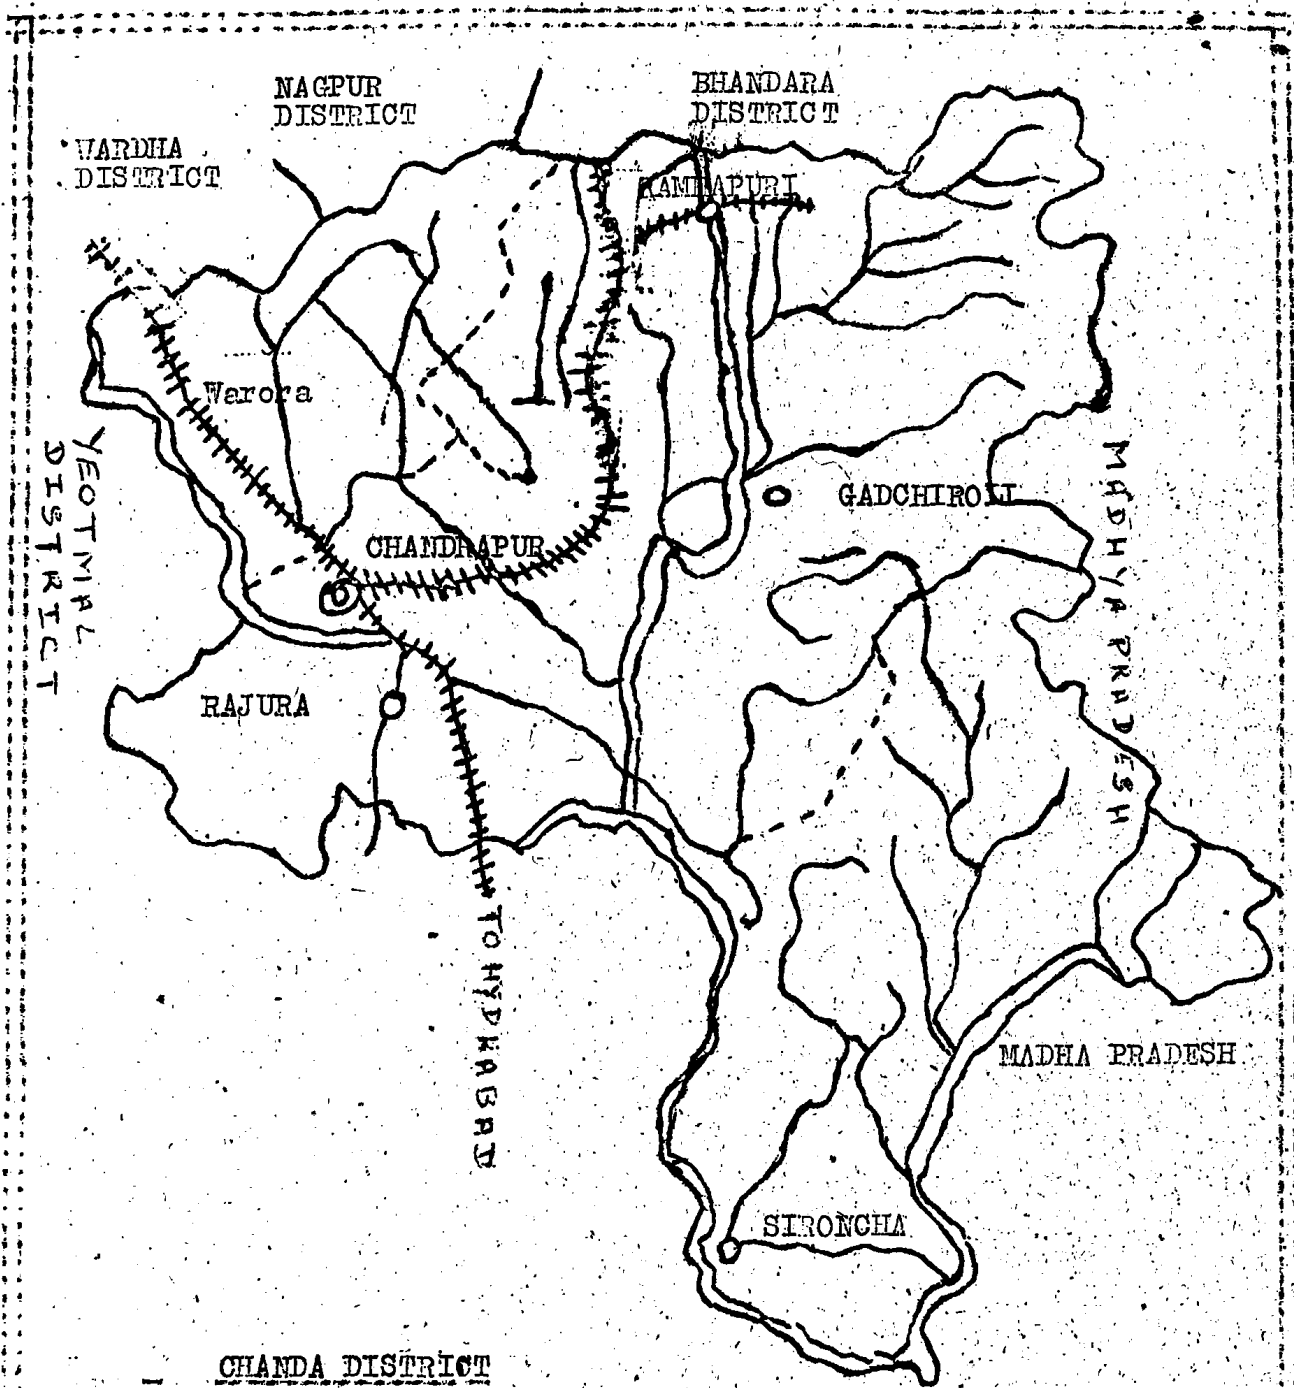 NAGPUR
DISTRICT
BHANDARA
DISTRICT
WARDHA
DISTRICT
Warora
YEOTMAL
DISTRICT
GADCHIROLI
MADHYA PRADESH
CHANDRAPUR
RAJURA
TO HYDRABAD
MADHA PRADESH
SIRONCHA
CHANDA DISTRICT